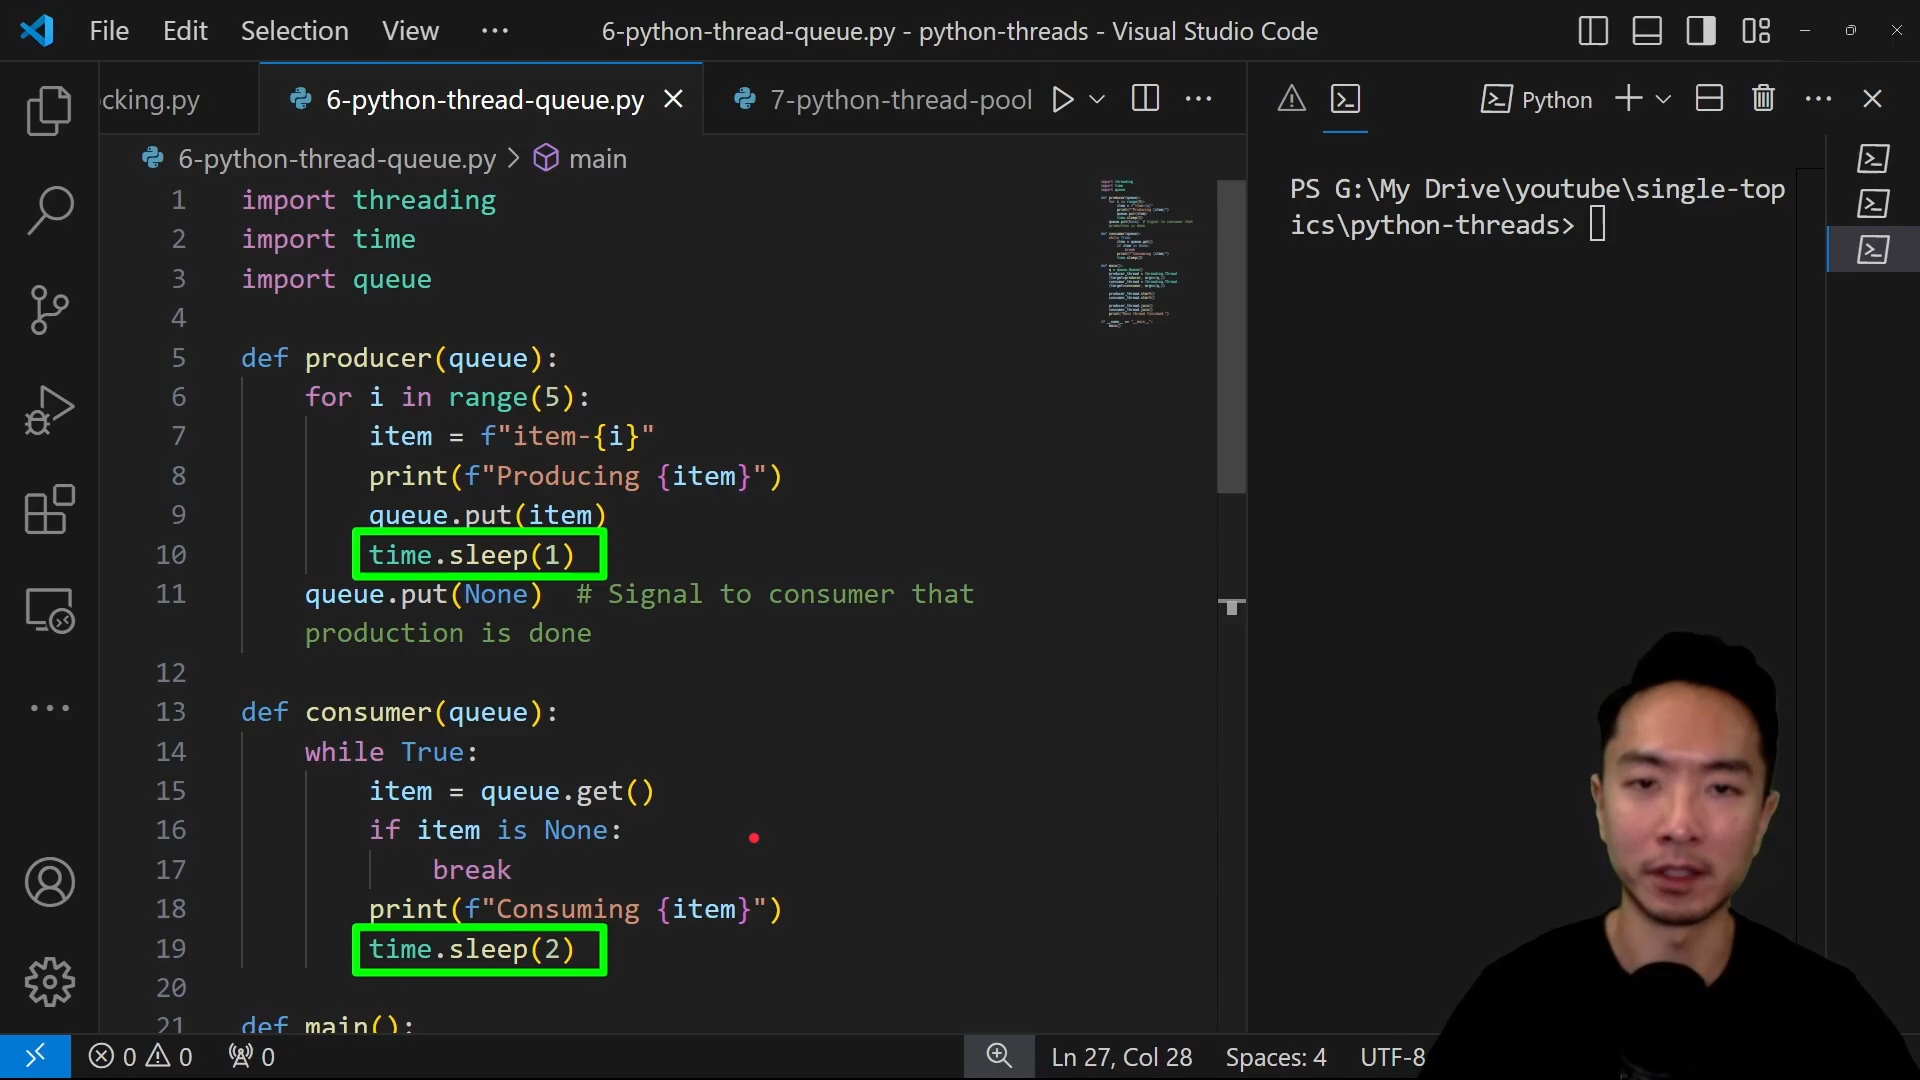 File Edit Selection View ··· 6-python-thread-queue.py - python-threads - Visual Studio Code
cking.py 6-python-thread-queue.py 7-python-thread-pool Python
6-python-thread-queue.py > main
PS G:\My Drive\youtube\single-top
ics\python-threads>
1 import threading
2 import time
3 import queue
4
5 def producer(queue):
6 for i in range(5):
7 item = f"item-{i}"
8 print(f"Producing {item}")
9 queue.put(item)
10 time.sleep(1)
11 queue.put(None) # Signal to consumer that
production is done
12
13 def consumer(queue):
14 while True:
15 item = queue.get()
16 if item is None:
17 break
18 print(f"Consuming {item}")
19 time.sleep(2)
20
21 def main():
0 0 0 Ln 27, Col 28 Spaces: 4 UTF-8